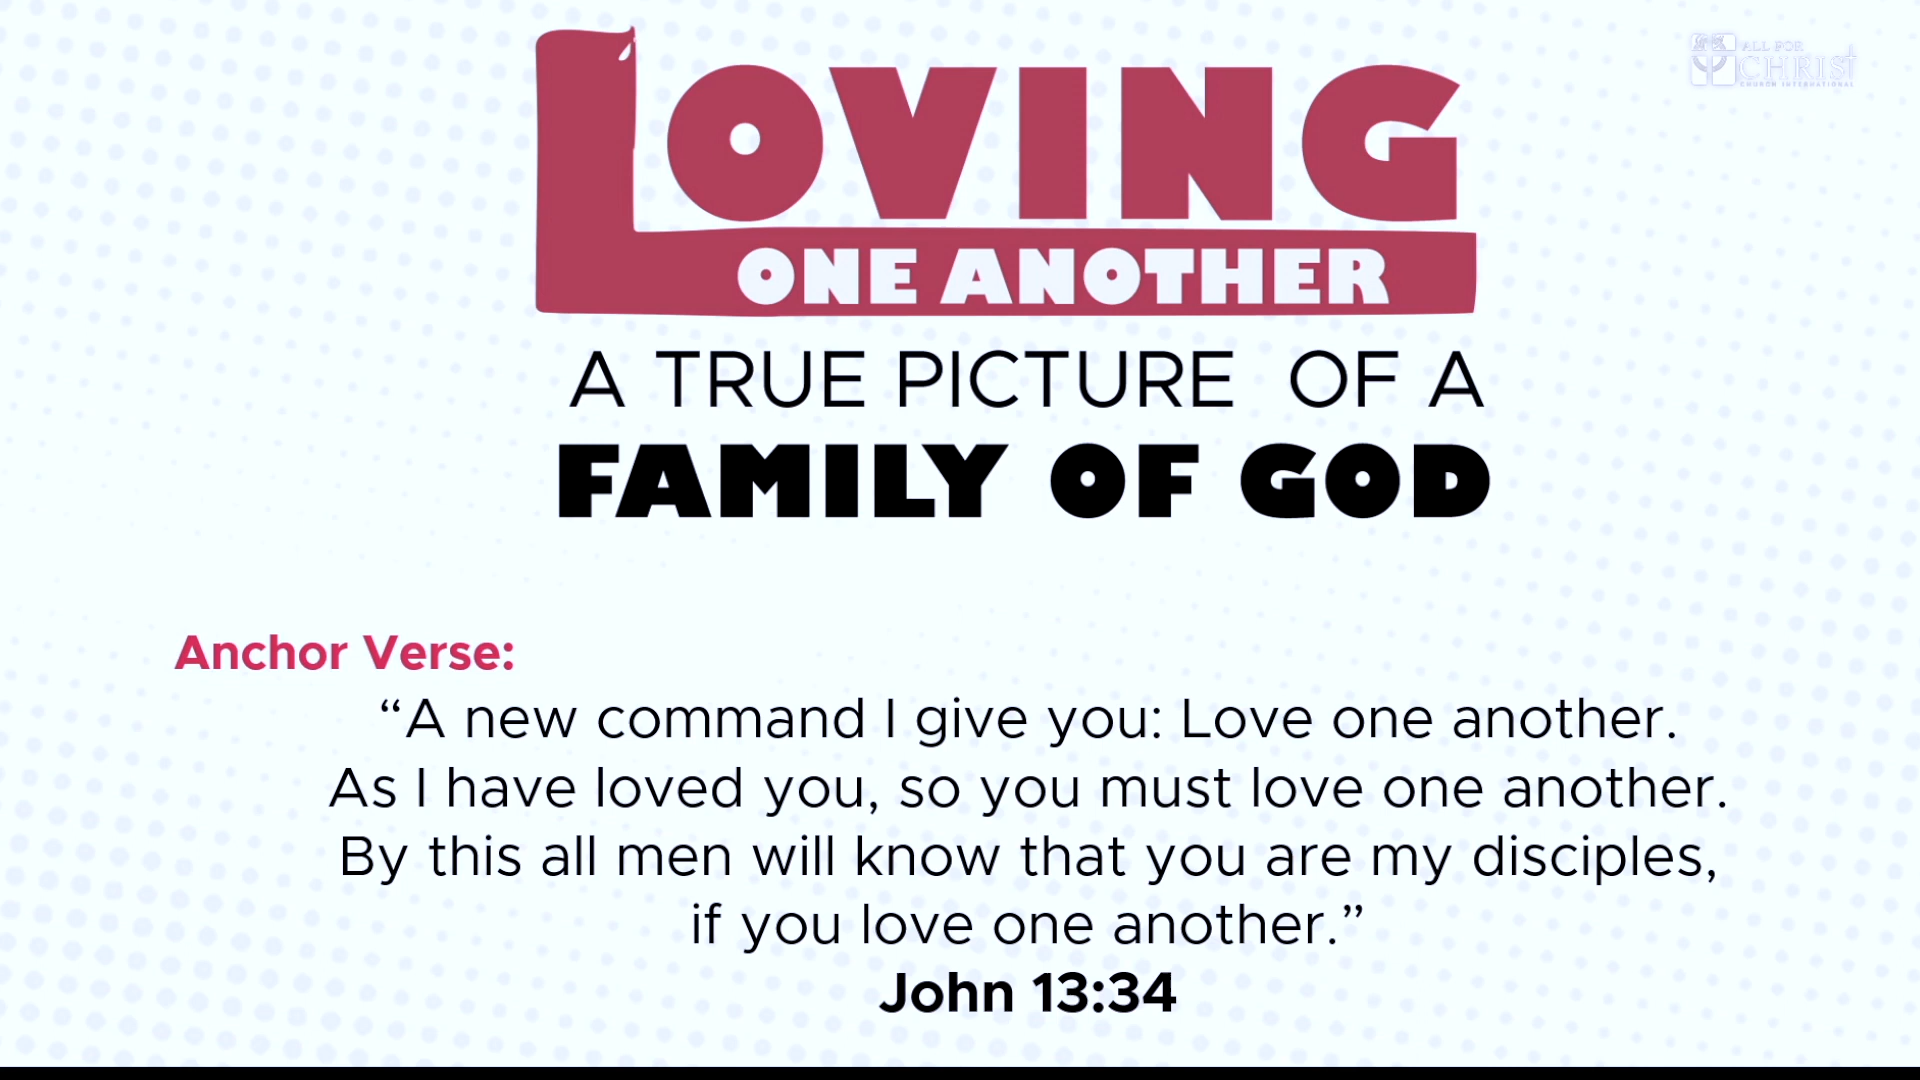 LOVING
ONE ANOTHER
A TRUE PICTURE OF A
FAMILY OF GOD
ALL FOR
CHRIST
CHURCH INTERNATIONAL
Anchor Verse:
“A new command I give you: Love one another.
As I have loved you, so you must love one another.
By this all men will know that you are my disciples,
if you love one another.”
John 13:34